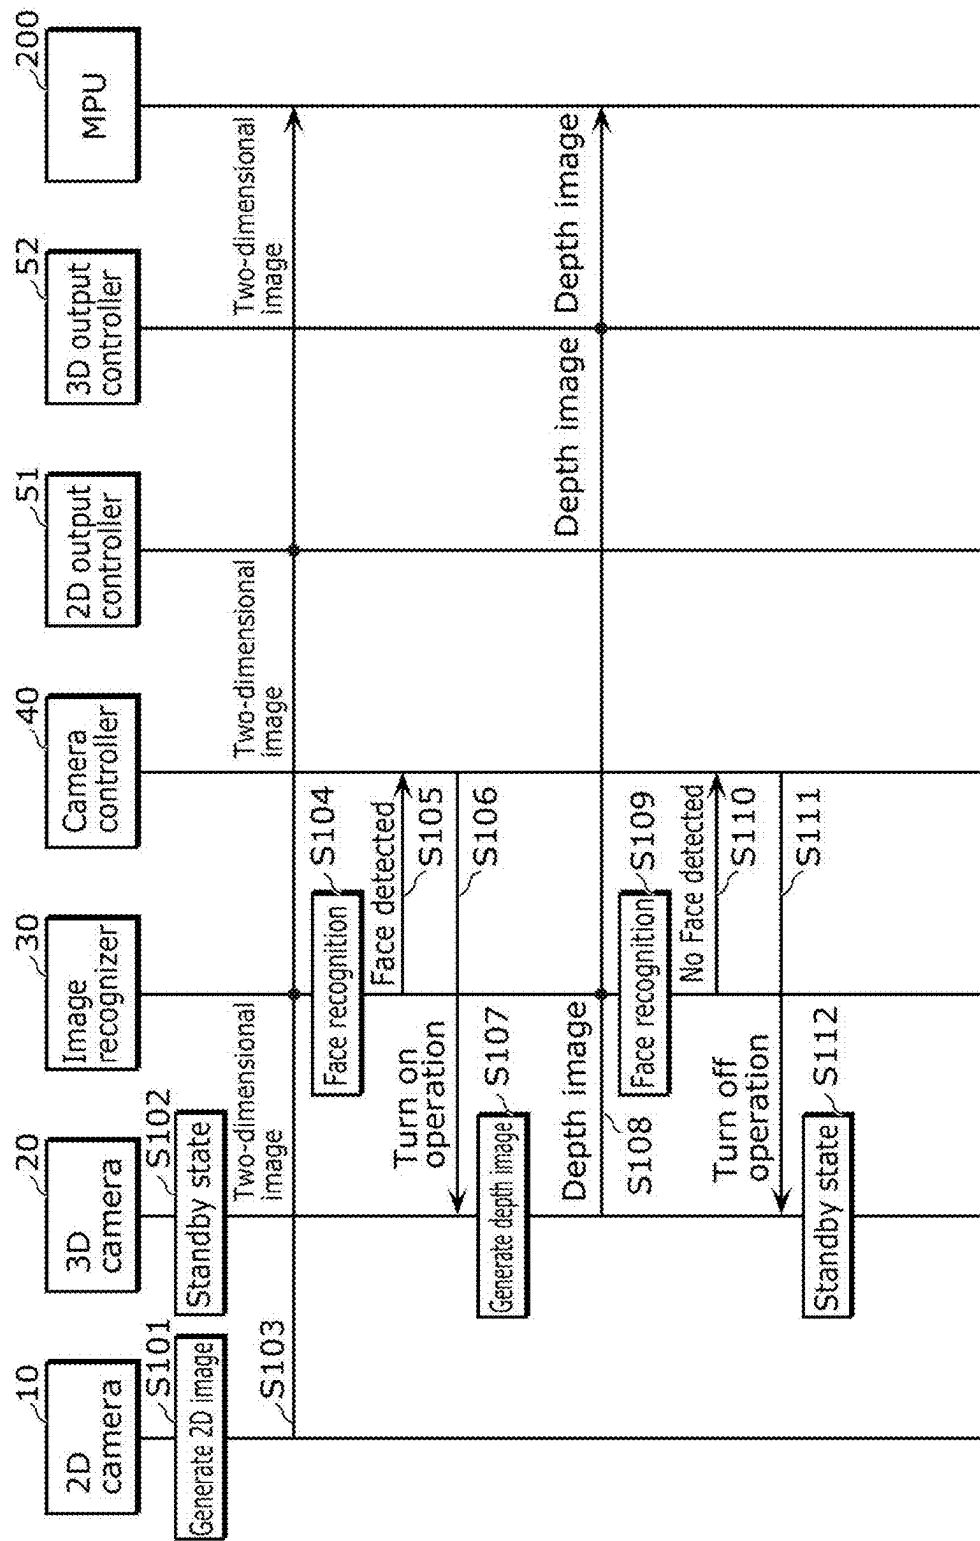 10
2D
camera
20
3D
camera
30
Image
recognizer
40
Camera
controller
51
2D output
controller
52
3D output
controller
200
MPU
S101
Generate 2D image
S102
Standby state
S103
Two-dimensional
image
Two-dimensional
image
Two-dimensional
image
S104
Face recognition
Face detected
S105
S106
Turn on
operation
S107
Generate depth image
Depth image
Depth image
Depth image
S108
S109
Face recognition
No Face detected
S110
S111
Turn off
operation
S112
Standby state